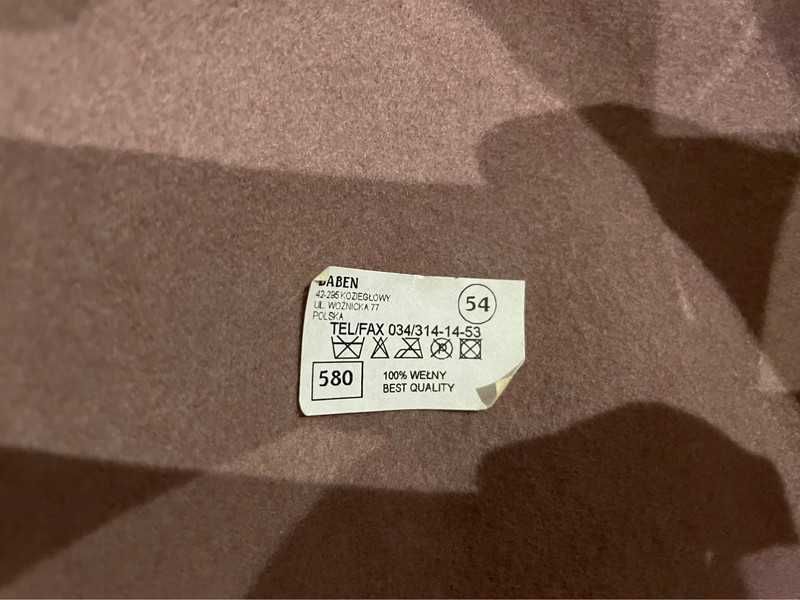 BABEN
42-295 KOZIEGŁOWY
UL. WOŹNICKA 77
POLSKA
54
TEL/FAX 034/314-14-53
580
100% WEŁNY
BEST QUALITY